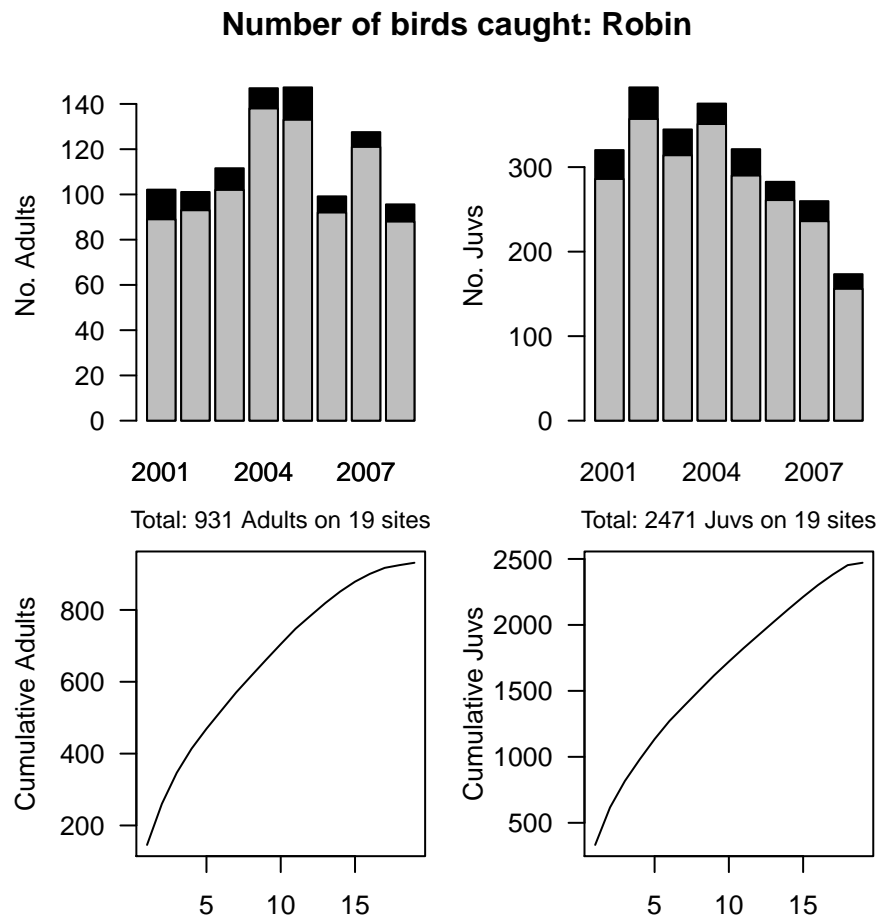 Number of birds caught: Robin
No. Adults
140
120
100
80
60
40
20
0
2001 2004 2007
No. Juvs
300
200
100
0
2001 2004 2007
Total: 931 Adults on 19 sites
Cumulative Adults
800
600
400
200
5 10 15
Total: 2471 Juvs on 19 sites
Cumulative Juvs
2500
2000
1500
1000
500
5 10 15